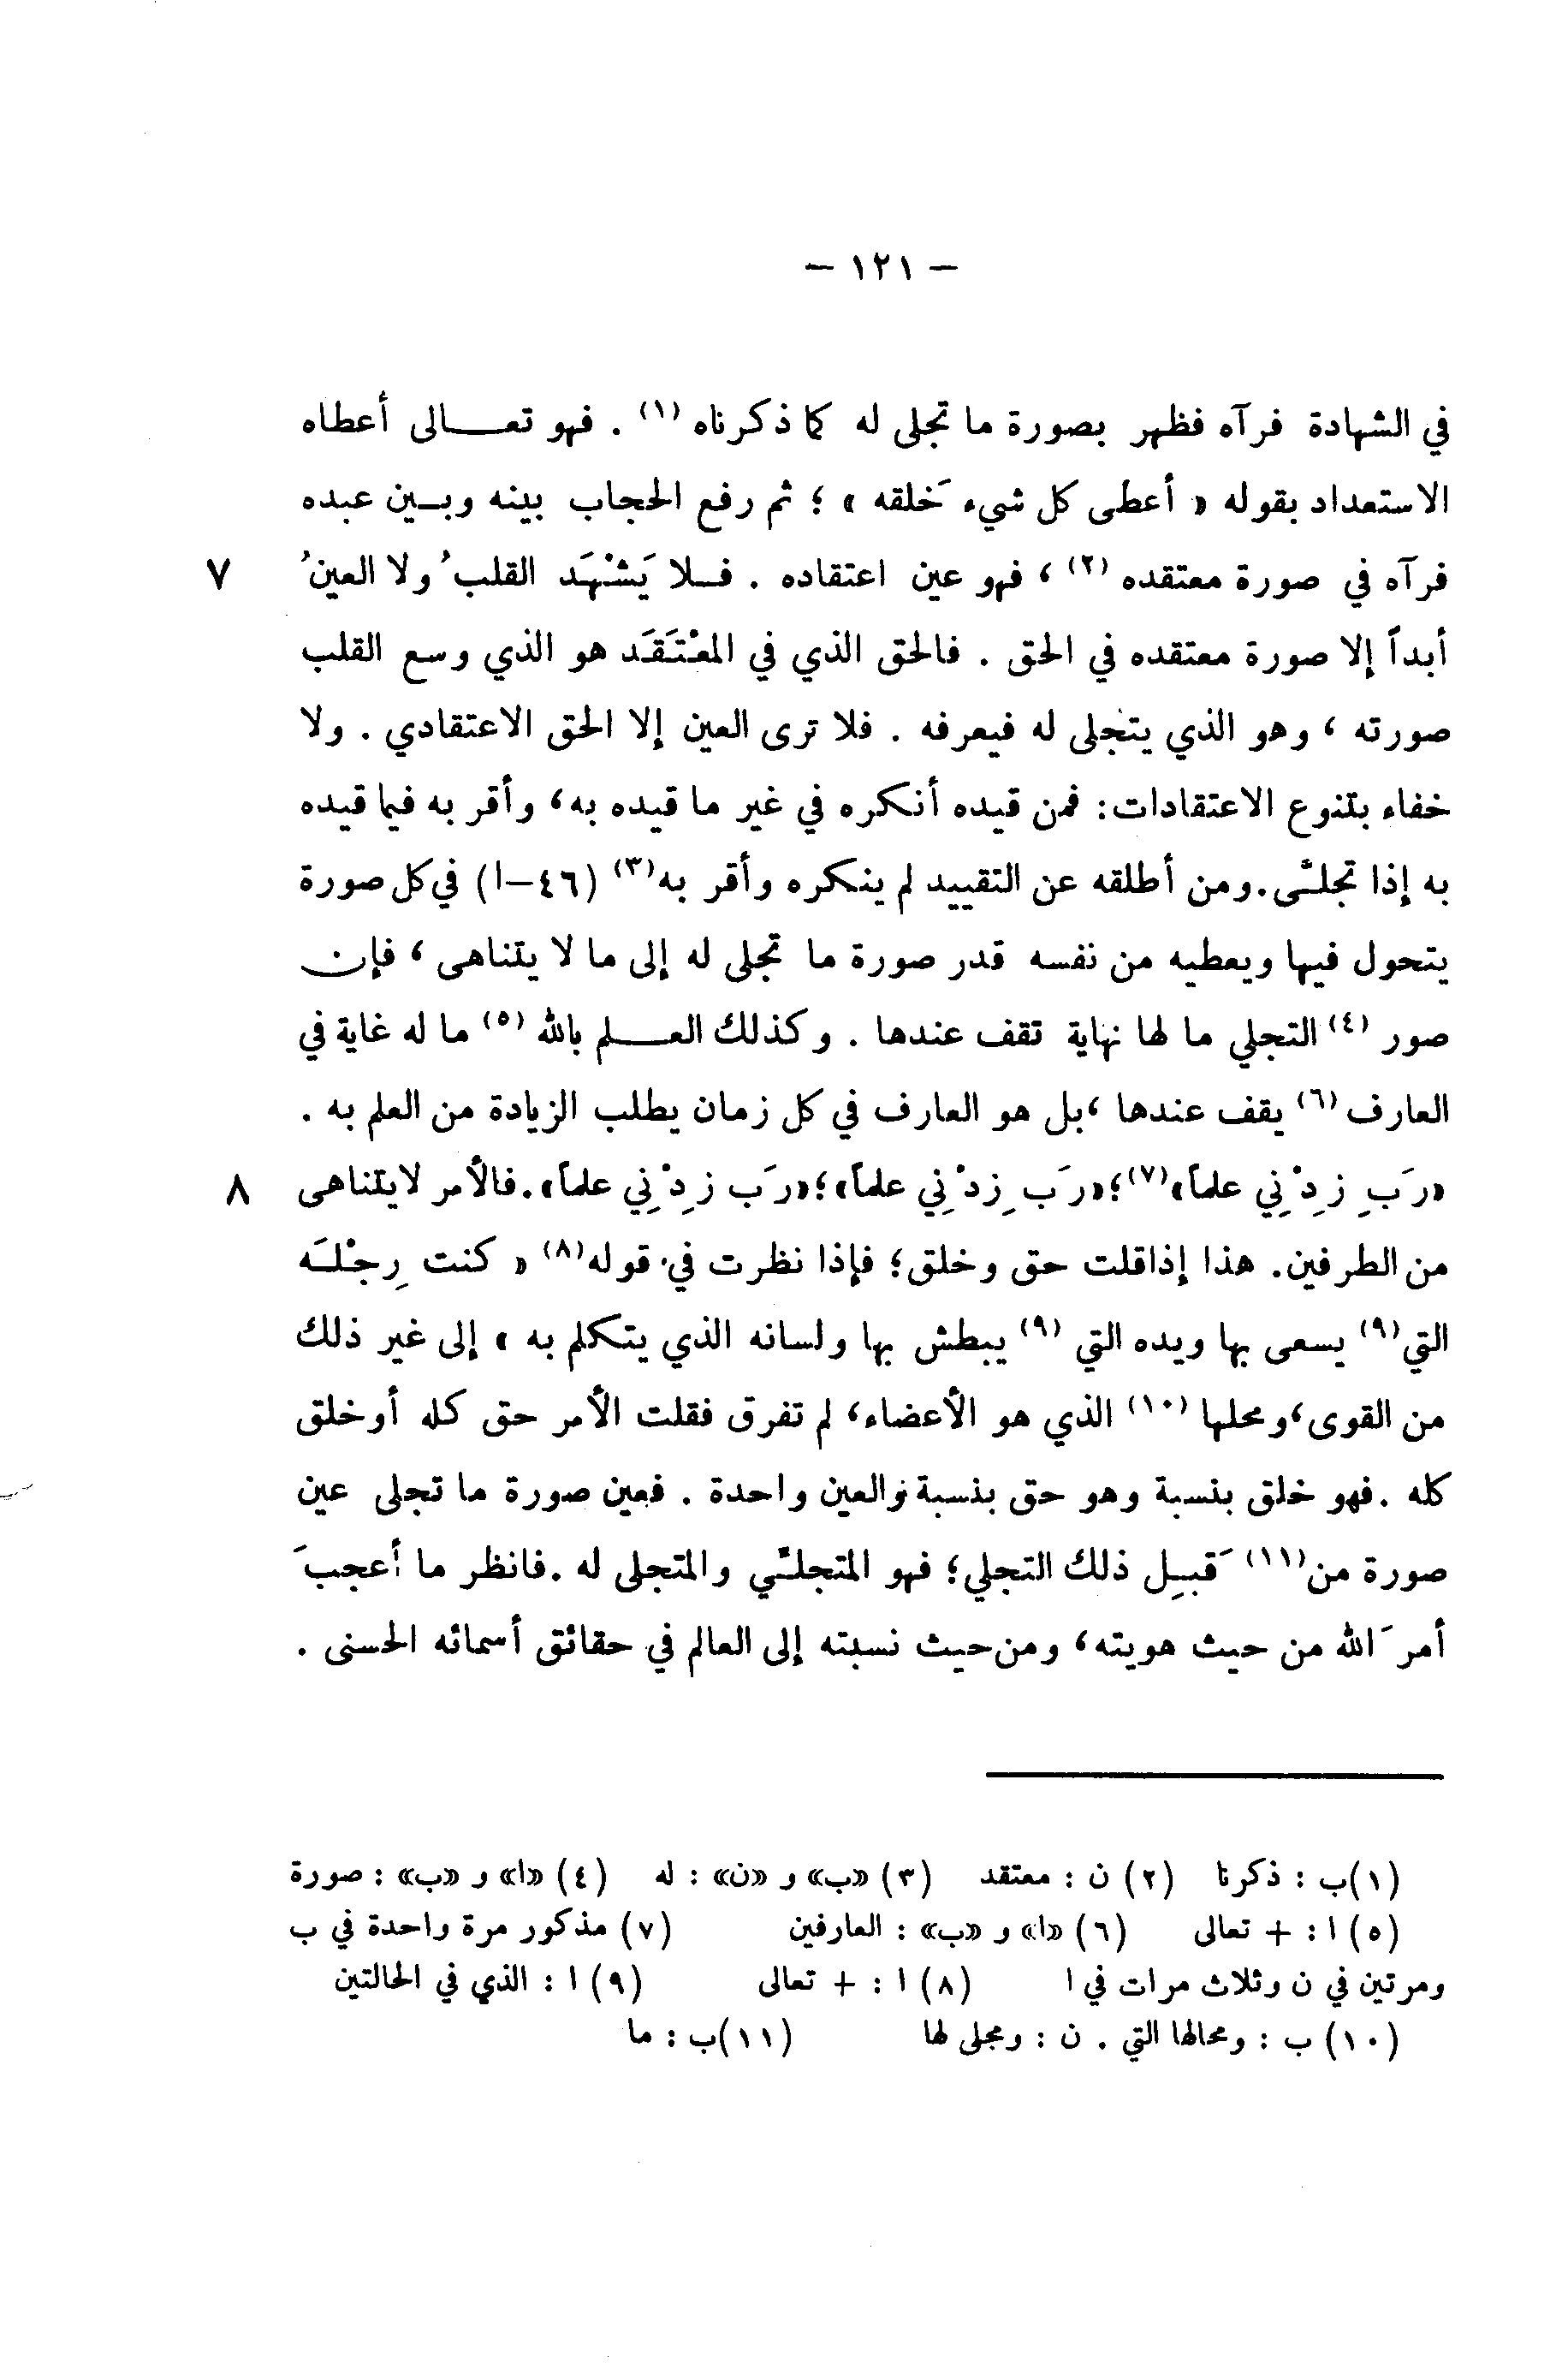 — ١٢١ —
في الشهادة فرآه فظهر بصورة ما تجلى له كما ذكرناه (١) . فهو تعـالى أعطاه
الاستعداد بقوله « أعطى كل شيء خَلقه » ؛ ثم رفع الحجاب بينه وبـين عبده
فرآه في صورة معتقده (٢) ، فهو عين اعتقاده . فـلا يَشْهَد القلبُ ولا العينُ ٧
أبداً إلا صورة معتقده في الحق . فالحق الذي في المعْتَقَد هو الذي وسع القلب
صورته ، وهو الذي يتجلى له فيعرفه . فلا ترى العين إلا الحق الاعتقادي . ولا
خفاء بتنوع الاعتقادات : فمن قيده أنكره في غير ما قيده به، وأقر به فيما قيده
به إذا تجلـَّى. ومن أطلقه عن التقييد لم ينكره وأقر به(٣) (٤٦–ا) في كل صورة
يتحول فيها ويعطيه من نفسه قدر صورة ما تجلى له إلى ما لا يتناهى ، فإن
صور (٤) التجلي ما لها نهاية تقف عندها . وكذلك العـلم بالله (٥) ما له غاية في
العارف (٦) يقف عندها ،بل هو العارف في كل زمان يطلب الزيادة من العلم به .
«رَبِ زِدْنِي علماً»(٧)؛«رَبِ زدْنِي علماً»؛«رَب زِدْنِي علماً».فالأمر لايتناهى ٨
من الطرفين. هذا إذاقلت حق وخلق؛ فإذا نظرت في قوله(٨) « كنت رِجْلـَه
التي(٩) يسعى بها ويده التي (٩) يبطش بها ولسانه الذي يتكلم به » إلى غير ذلك
من القوى،ومحلها (١٠) الذي هو الأعضاء، لم تفرق فقلت الأمر حق كله أوخلق
كله .فهو خلق بنسبة وهو حق بنسبة والعين واحدة . فعين صورة ما تجلى عين
صورة من(١١) قَبـِل ذلك التجلي؛ فهو المتجلـِّي والمتجلى له .فانظر ما أعجبَ
أمرَ الله من حيث هويته، ومن حيث نسبته إلى العالم في حقائق أسمائه الحسنى .
(١)ب : ذكرنا (٢) ن : معتقد (٣) «ب» و «ن» : له (٤) «ا» و «ب» : صورة
(٥) ا : + تعالى (٦) «ا» و «ب» : العارفين (٧) مذكور مرة واحدة في ب
ومرتين في ن وثلاث مرات في ا (٨) ا : + تعالى (٩) ا : الذي في الحالتين
(١٠) ب : ومحالها التي . ن : ومجلى لها (١١)ب : ما